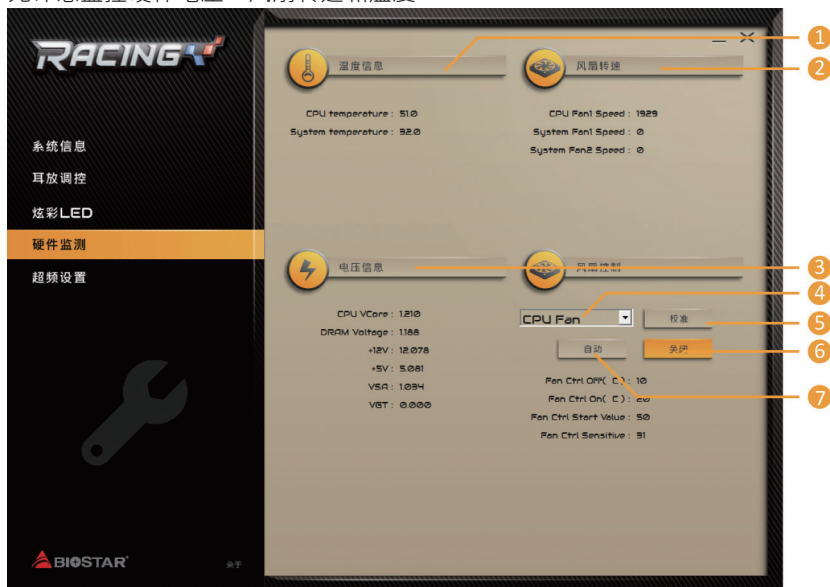 RACING
系统信息
耳放调控
炫彩LED
硬件监测
超频设置
BIOSTAR
关于
温度信息
CPU temperature : 51.0
System temperature : 32.0
风扇转速
CPU Fan1 Speed : 1929
System Fan1 Speed : 0
System Fan2 Speed : 0
电压信息
CPU VCore : 1.210
DRAM Voltage : 1.188
+12V : 12.078
+5V : 5.081
VSA : 1.034
VGT : 0.000
风扇控制
CPU Fan
校准
自动
关闭
Fan Ctrl OFF( C ) : 10
Fan Ctrl On( C ) : 20
Fan Ctrl Start Value : 50
Fan Ctrl Sensitive : 31
1
2
3
4
5
6
7